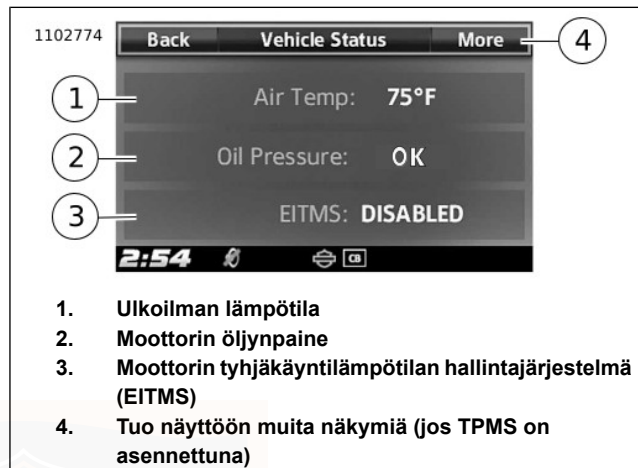 1102774
Back Vehicle Status More 4
1 Air Temp: 75°F
2 Oil Pressure: OK
3 EITMS: DISABLED
2:54 CB
1. Ulkoilman lämpötila
2. Moottorin öljynpaine
3. Moottorin tyhjäkäyntilämpötilan hallintajärjestelmä
(EITMS)
4. Tuo näyttöön muita näkymiä (jos TPMS on
asennettuna)